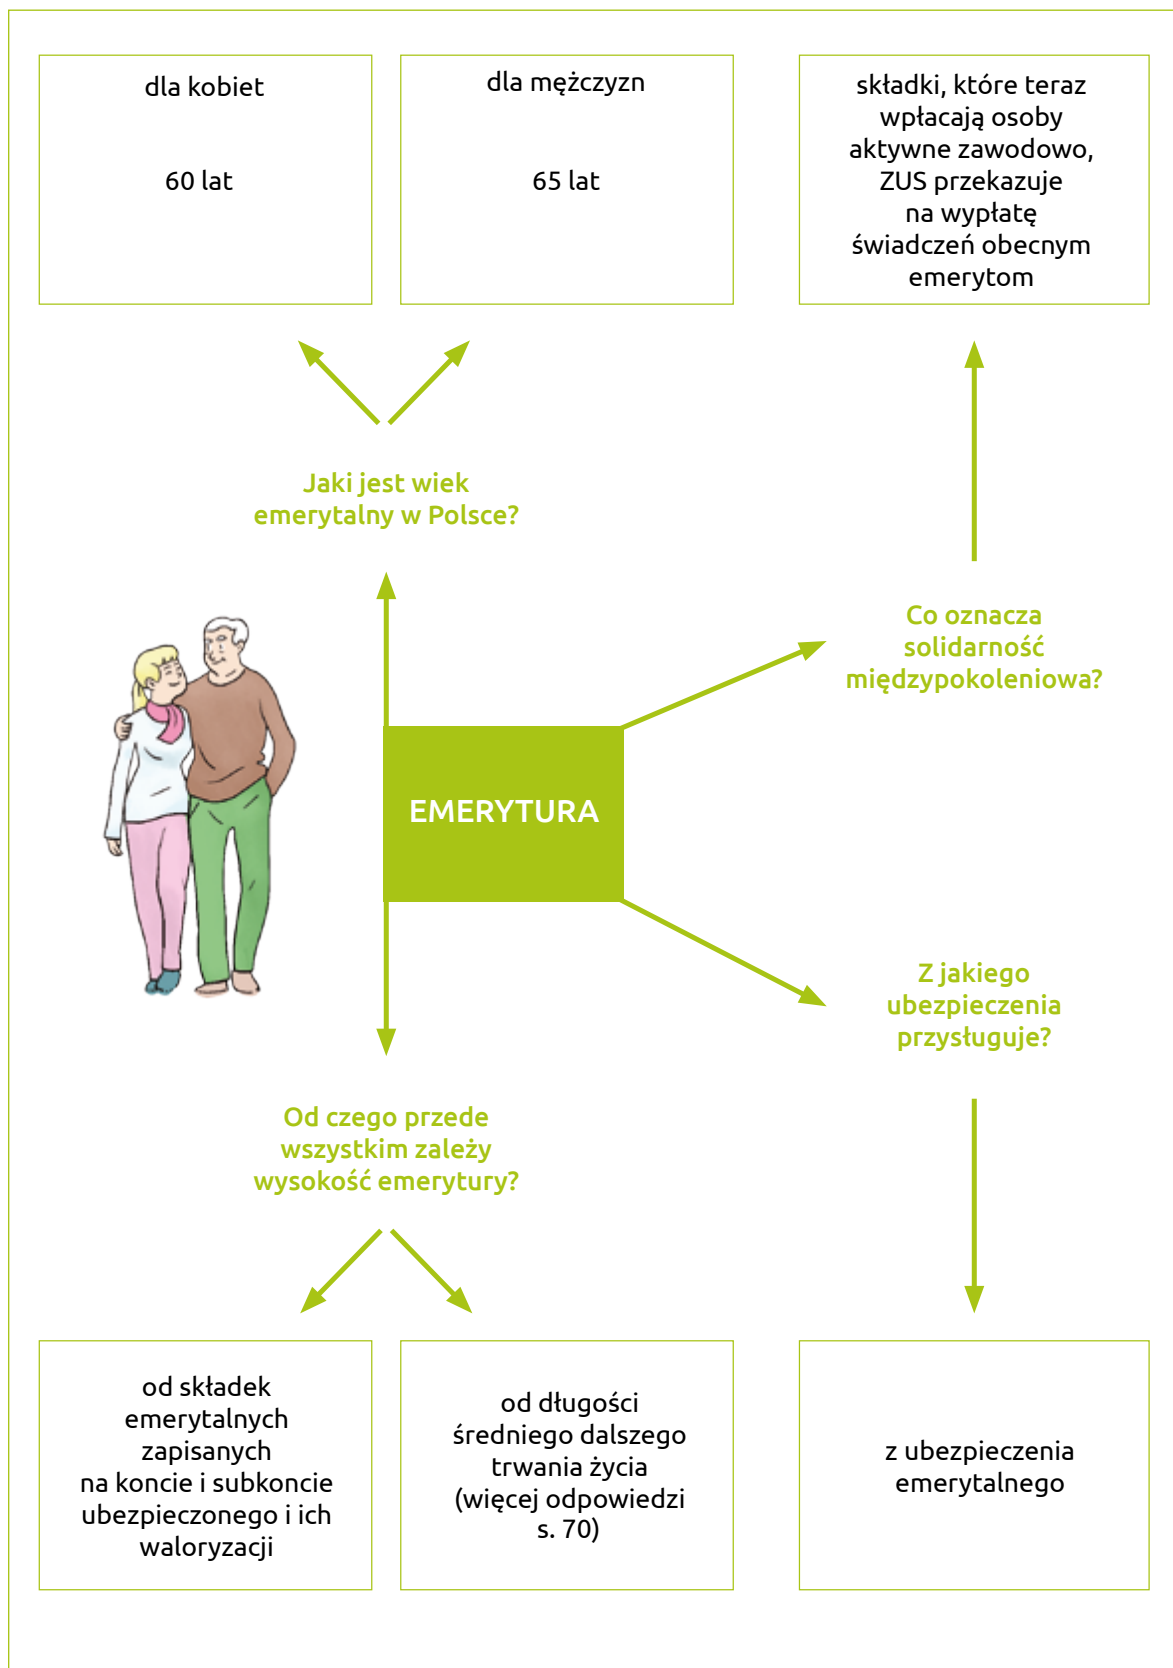 dla kobiet
60 lat
dla mężczyzn
65 lat
składki, które teraz
wpłacają osoby
aktywne zawodowo,
ZUS przekazuje
na wypłatę
świadczeń obecnym
emerytom
Jaki jest wiek
emerytalny w Polsce?
Co oznacza
solidarność
międzypokoleniowa?
EMERYTURA
Z jakiego
ubezpieczenia
przysługuje?
Od czego przede
wszystkim zależy
wysokość emerytury?
od składek
emerytalnych
zapisanych
na koncie i subkoncie
ubezpieczonego i ich
waloryzacji
od długości
średniego dalszego
trwania życia
(więcej odpowiedzi
s. 70)
z ubezpieczenia
emerytalnego